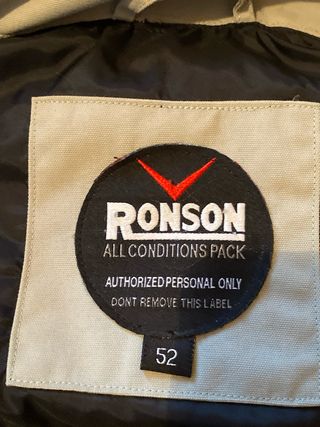 RONSON
ALL CONDITIONS PACK
AUTHORIZED PERSONAL ONLY
DONT REMOVE THIS LABEL
52